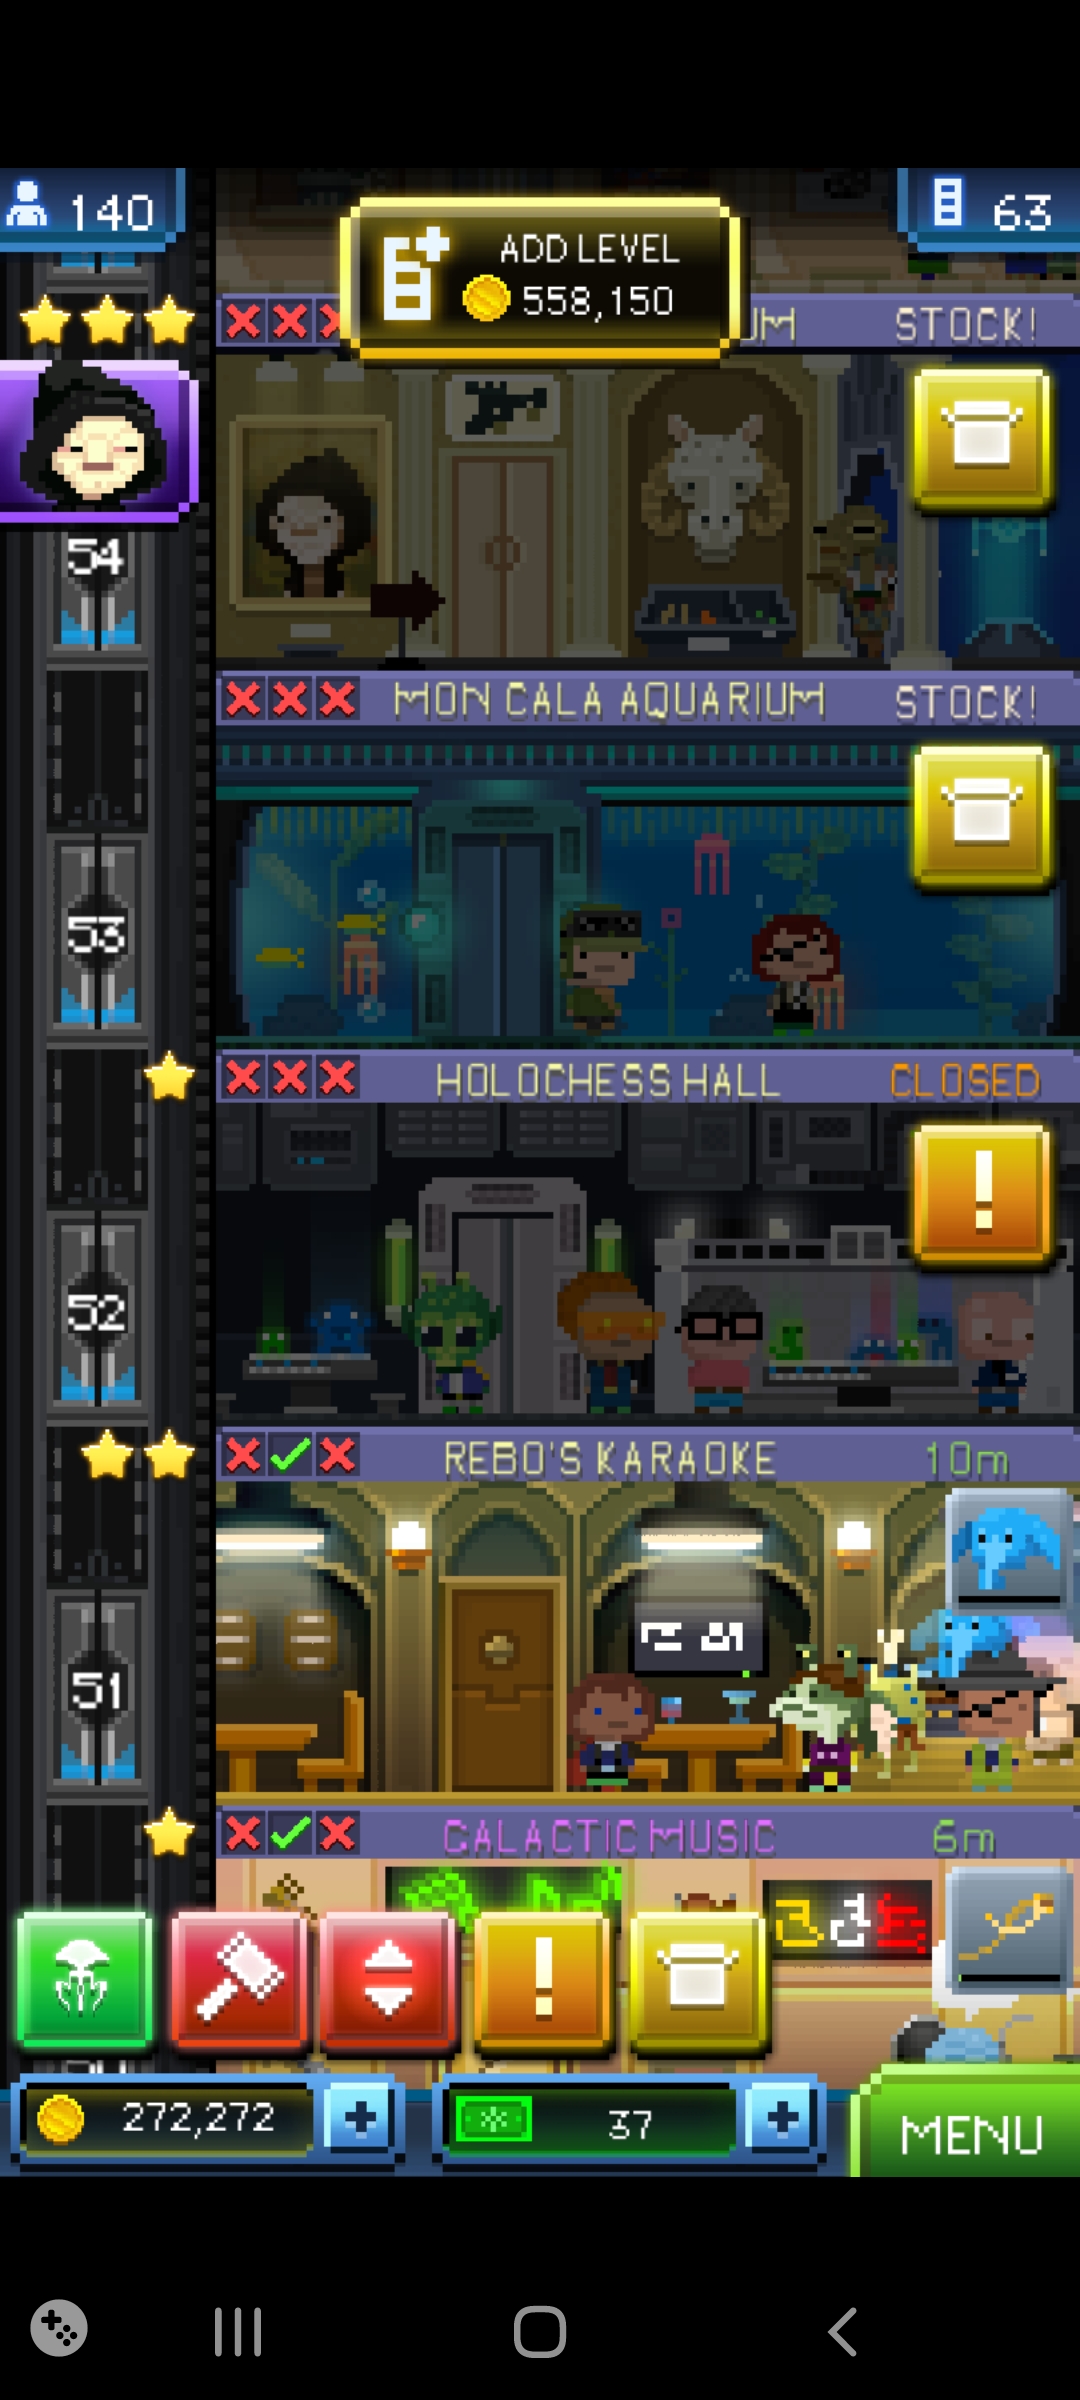 140
ADD LEVEL
558,150
63
UM
STOCK!
54
MON CALA AQUARIUM
STOCK!
53
HOLOCHESS HALL
CLOSED
52
REBO'S KARAOKE
10m
51
GALACTIC MUSIC
6m
272,272
37
MENU